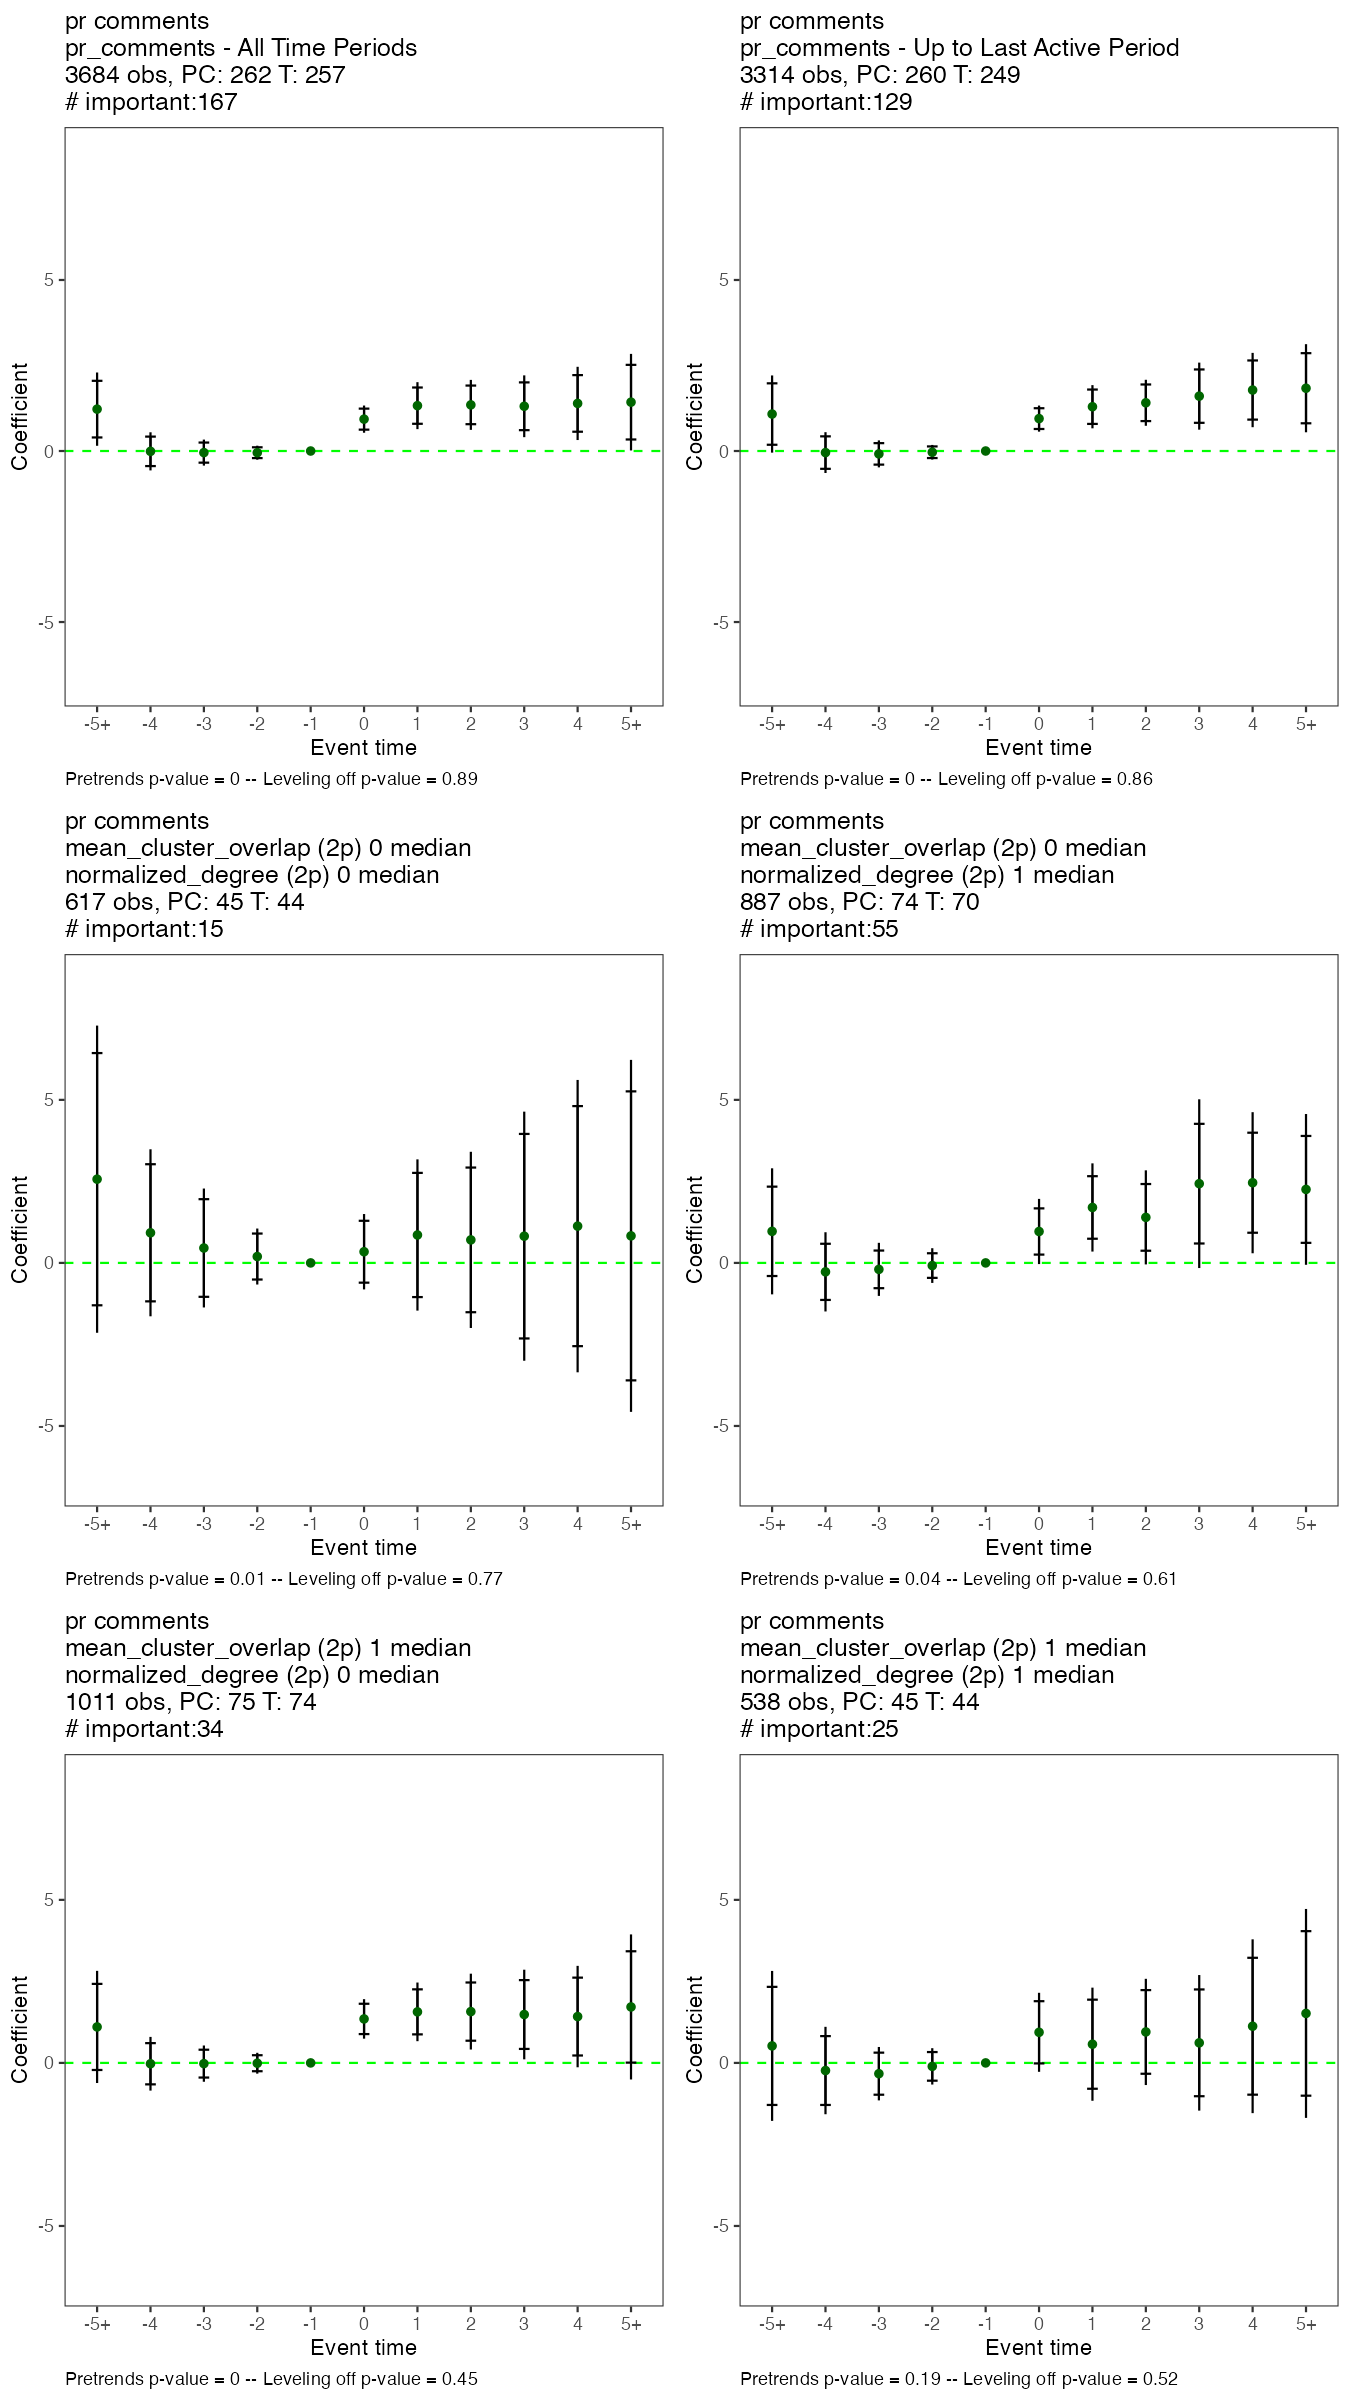 pr comments
pr_comments - All Time Periods
3684 obs, PC: 262 T: 257
# important:167
5
0
-5
Coefficient
-5+ -4 -3 -2 -1 0 1 2 3 4 5+
Event time
Pretrends p-value = 0 -- Leveling off p-value = 0.89
pr comments
pr_comments - Up to Last Active Period
3314 obs, PC: 260 T: 249
# important:129
5
0
-5
Coefficient
-5+ -4 -3 -2 -1 0 1 2 3 4 5+
Event time
Pretrends p-value = 0 -- Leveling off p-value = 0.86
pr comments
mean_cluster_overlap (2p) 0 median
normalized_degree (2p) 0 median
617 obs, PC: 45 T: 44
# important:15
5
0
-5
Coefficient
-5+ -4 -3 -2 -1 0 1 2 3 4 5+
Event time
Pretrends p-value = 0.01 -- Leveling off p-value = 0.77
pr comments
mean_cluster_overlap (2p) 0 median
normalized_degree (2p) 1 median
887 obs, PC: 74 T: 70
# important:55
5
0
-5
Coefficient
-5+ -4 -3 -2 -1 0 1 2 3 4 5+
Event time
Pretrends p-value = 0.04 -- Leveling off p-value = 0.61
pr comments
mean_cluster_overlap (2p) 1 median
normalized_degree (2p) 0 median
1011 obs, PC: 75 T: 74
# important:34
5
0
-5
Coefficient
-5+ -4 -3 -2 -1 0 1 2 3 4 5+
Event time
Pretrends p-value = 0 -- Leveling off p-value = 0.45
pr comments
mean_cluster_overlap (2p) 1 median
normalized_degree (2p) 1 median
538 obs, PC: 45 T: 44
# important:25
5
0
-5
Coefficient
-5+ -4 -3 -2 -1 0 1 2 3 4 5+
Event time
Pretrends p-value = 0.19 -- Leveling off p-value = 0.52